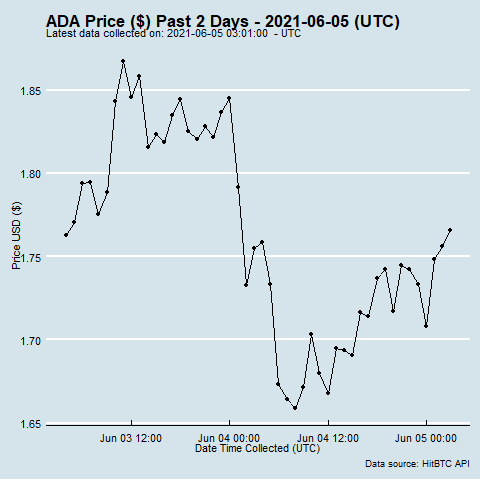 ADA Price ($) Past 2 Days - 2021-06-05 (UTC)
Latest data collected on: 2021-06-05 03:01:00 - UTC
1.85
1.80
1.75
1.70
1.65
Price USD ($)
Jun 03 12:00
Jun 04 00:00
Jun 04 12:00
Jun 05 00:00
Date Time Collected (UTC)
Data source: HitBTC API